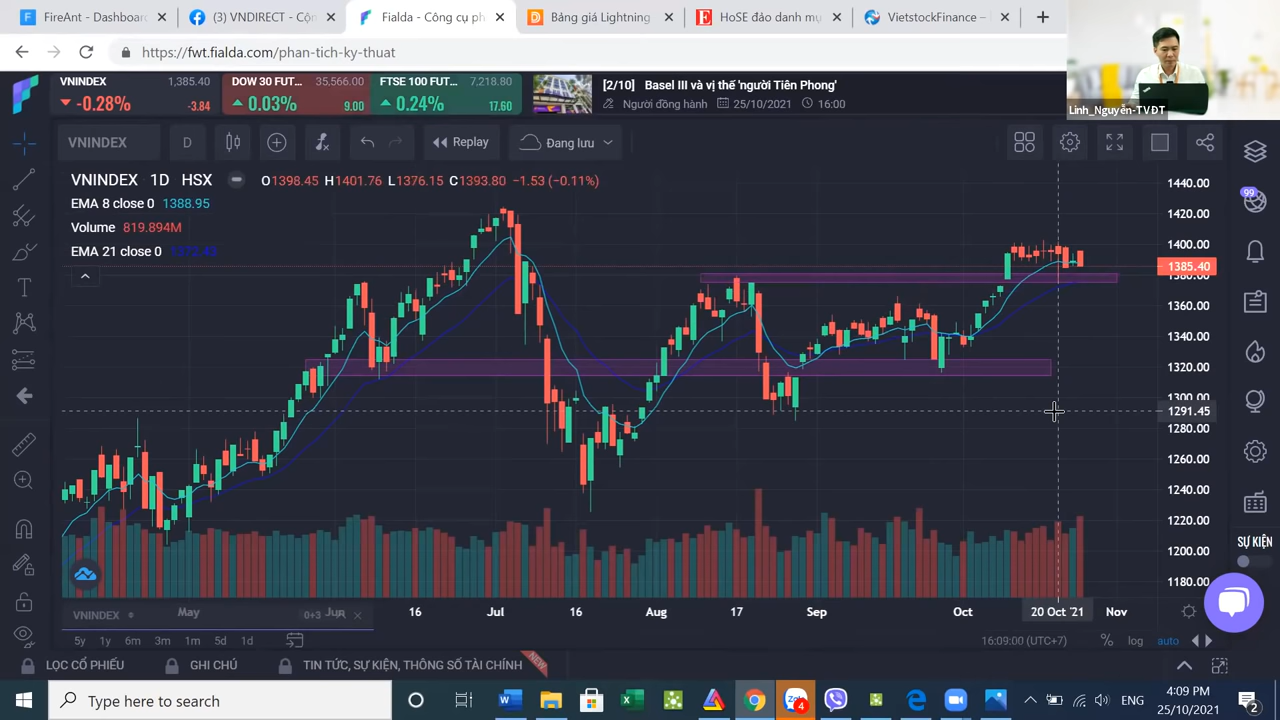 FireAnt - Dashboard
(3) VNDIRECT - Cộn
Fialda - Công cụ ph
Bảng giá Lightning
HoSE đảo danh mụ
VietstockFinance –
https://fwt.fialda.com/phan-tich-ky-thuat
Linh_Nguyễn-TVĐT
VNINDEX 1,385.40
-0.28% -3.84
DOW 30 FUT... 35,566.00
0.03% 9.00
FTSE 100 FUT... 7,218.80
0.24% 17.60
[2/10] Basel III và vị thế 'người Tiên Phong'
Người đồng hành 25/10/2021 16:00
VNINDEX D Replay Đang lưu
VNINDEX 1D HSX O1398.45 H1401.76 L1376.15 C1393.80 −1.53 (−0.11%)
EMA 8 close 0 1388.95
Volume 819.894M
EMA 21 close 0
99
1440.00
1420.00
1400.00
1385.40
1380.00
1360.00
1340.00
1320.00
1300.00
1291.45
1280.00
1260.00
1240.00
1220.00
1200.00
1180.00
SỰ KIỆN
VNINDEX 0+3
May Jun 16 Jul 16 Aug 17 Sep Oct 20 Oct '21 Nov
5y 1y 6m 3m 1m 5d 1d
16:09:00 (UTC+7) % log auto
LỌC CỔ PHIẾU GHI CHÚ TIN TỨC, SỰ KIỆN, THÔNG SỐ TÀI CHÍNH NEW
Type here to search
4
ENG
4:09 PM
25/10/2021
2